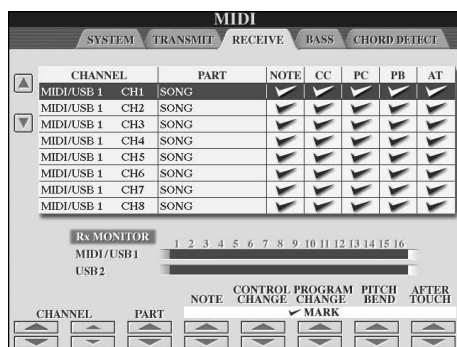 MIDI
SYSTEM TRANSMIT RECEIVE BASS CHORD DETECT
CHANNEL PART NOTE CC PC PB AT
MIDI/USB 1 CH1 SONG
MIDI/USB 1 CH2 SONG
MIDI/USB 1 CH3 SONG
MIDI/USB 1 CH4 SONG
MIDI/USB 1 CH5 SONG
MIDI/USB 1 CH6 SONG
MIDI/USB 1 CH7 SONG
MIDI/USB 1 CH8 SONG
Rx MONITOR 1 2 3 4 5 6 7 8 9 10 11 12 13 14 15 16
MIDI/USB1
USB2
CHANNEL PART NOTE CONTROL CHANGE PROGRAM CHANGE PITCH BEND AFTER TOUCH
MARK